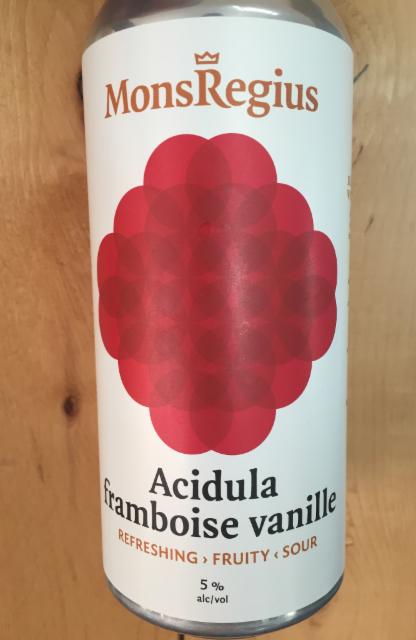 MonsRegius
Acidula
framboise vanille
REFRESHING › FRUITY ‹ SOUR
5 %
alc/vol